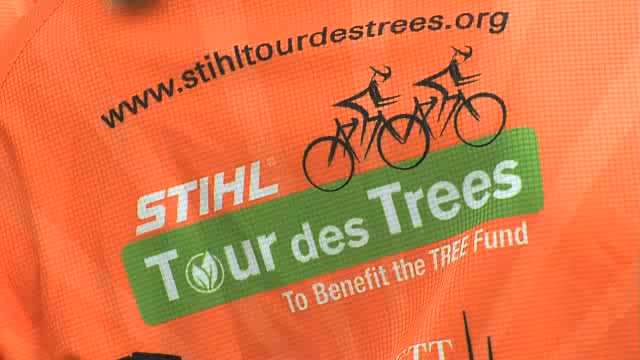 www.stihltourdestrees.org
STIHL®
Tour des Trees
To Benefit the TREE Fund